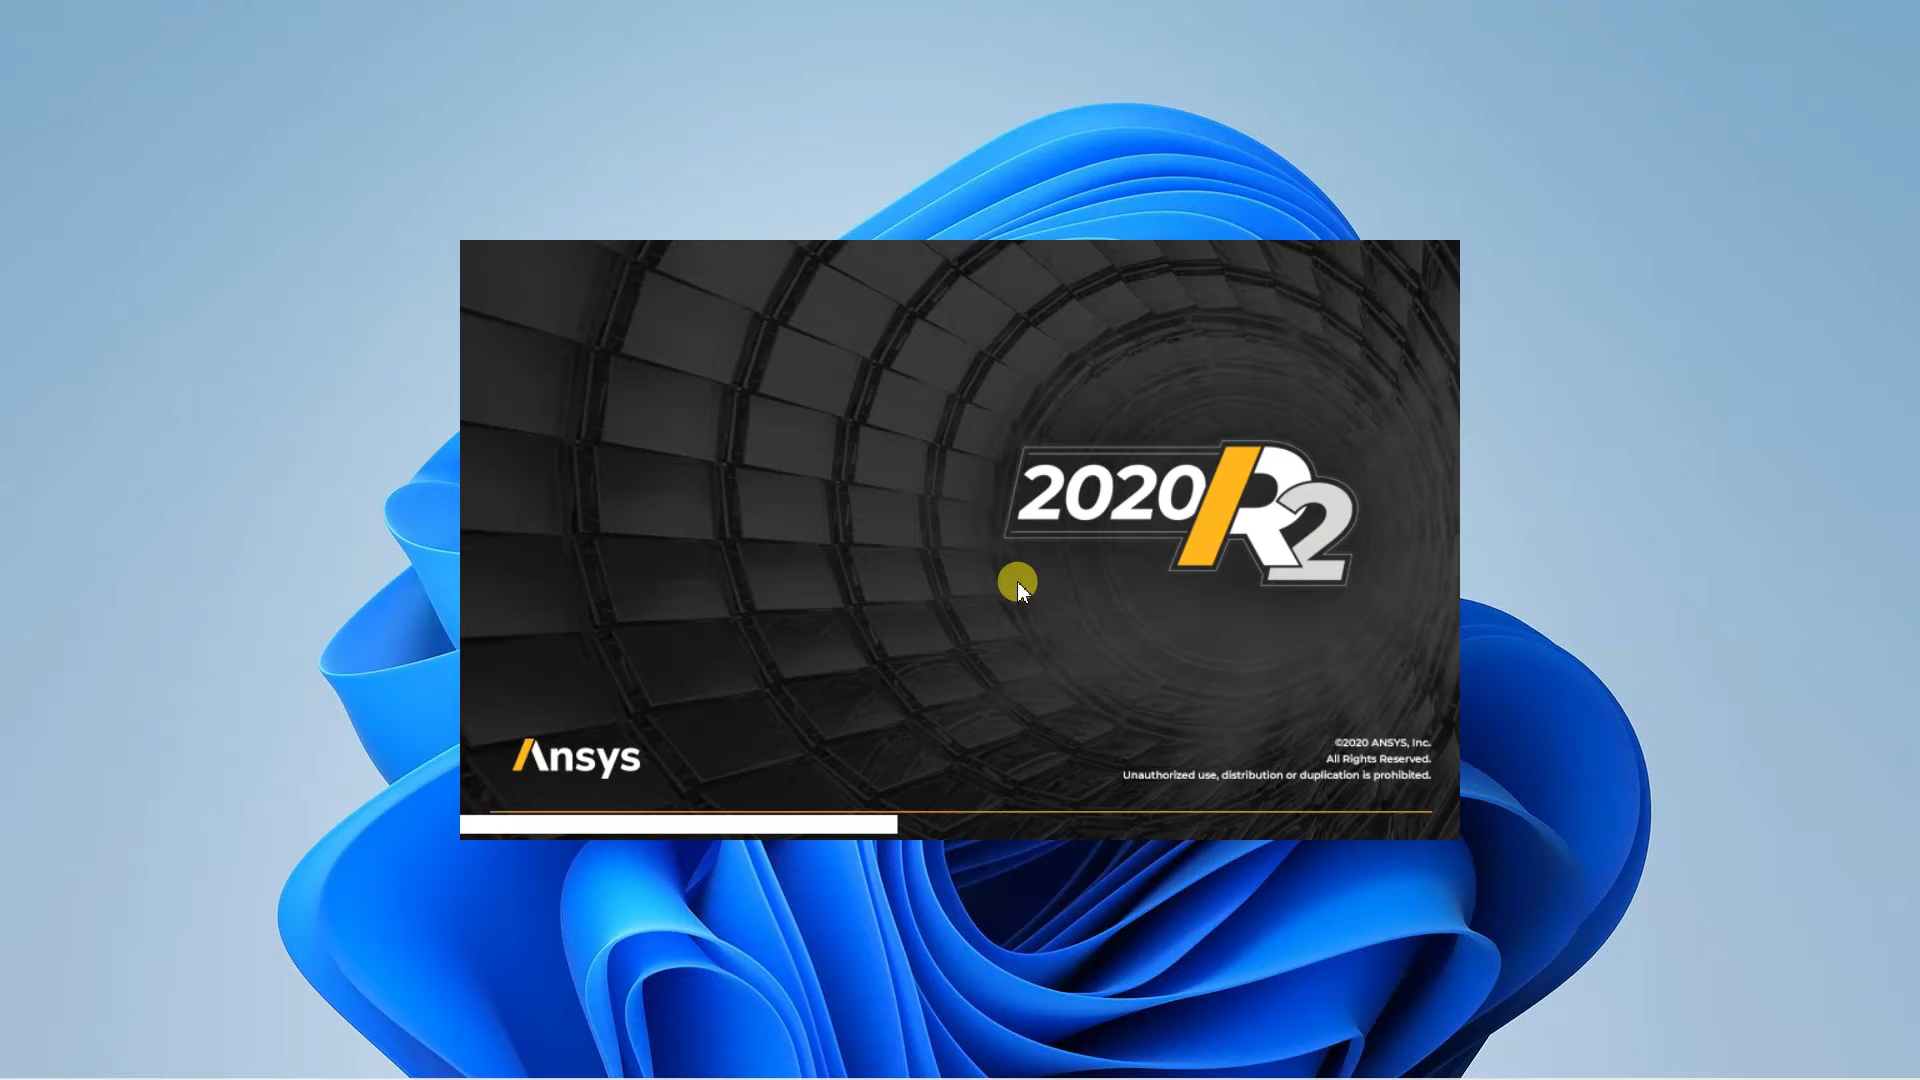 2020 R2
Ansys
©2020 ANSYS, Inc.
All Rights Reserved.
Unauthorized use, distribution or duplication is prohibited.